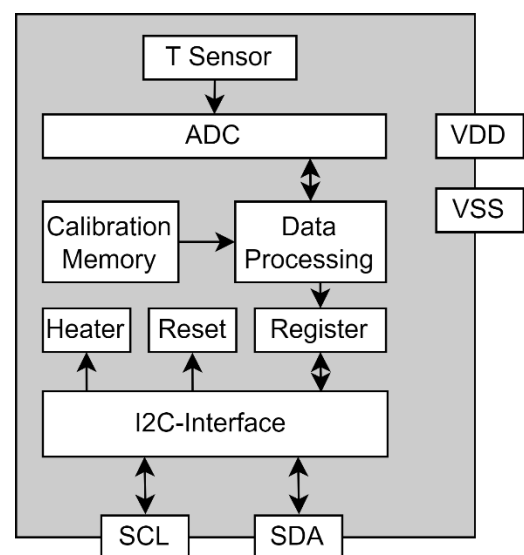 T Sensor
ADC
VDD
VSS
Calibration
Memory
Data
Processing
Heater
Reset
Register
I2C-Interface
SCL
SDA